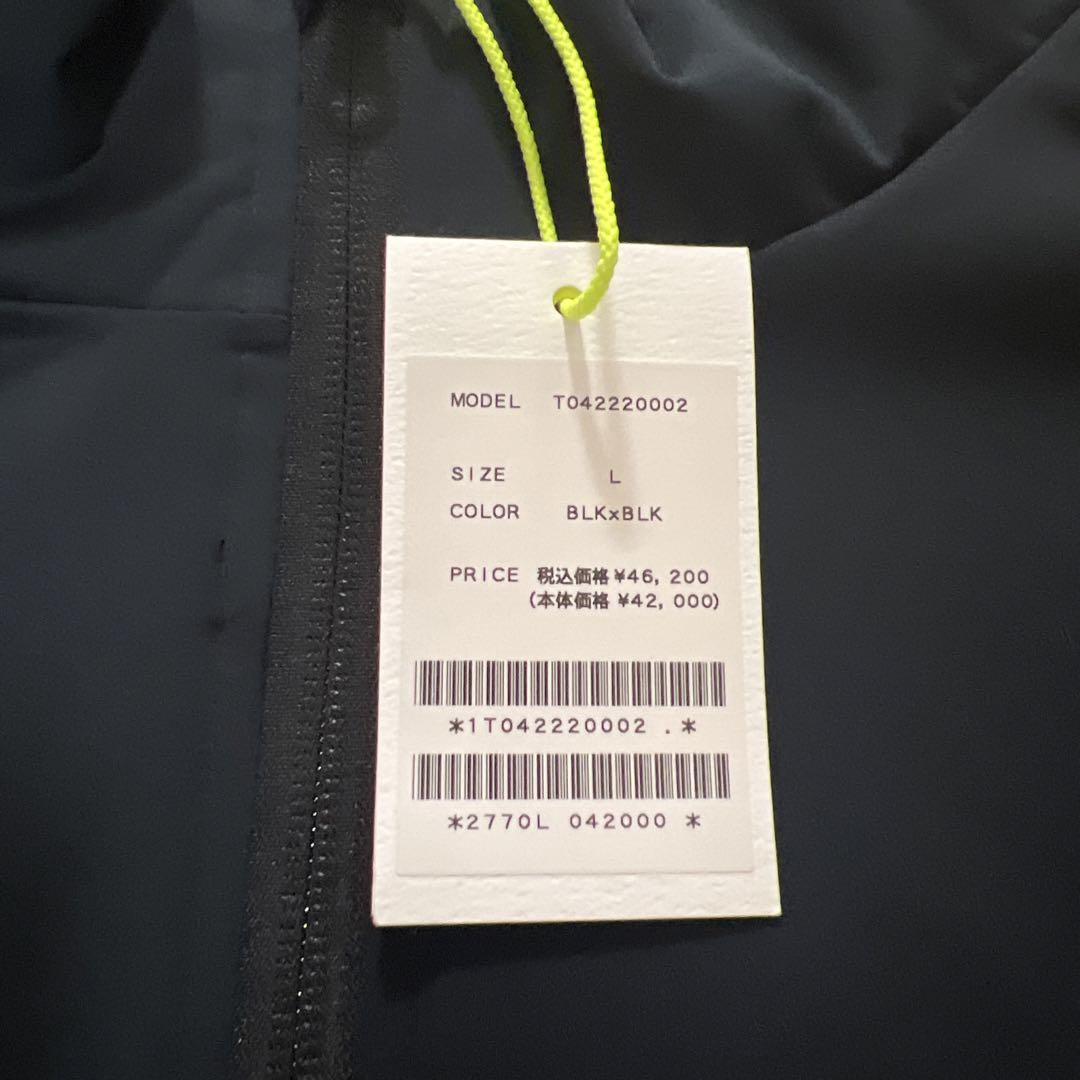 MODEL T042220002
SIZE L
COLOR BLKxBLK
PRICE 税込価格 ¥46, 200
(本体価格 ¥42, 000)
*1T042220002 .*
*2770L 042000 *